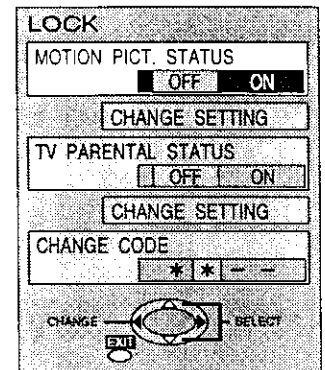 LOCK
MOTION PICT. STATUS
OFF ON
CHANGE SETTING
TV PARENTAL STATUS
OFF ON
CHANGE SETTING
CHANGE CODE
* * - -
CHANGE SELECT
EXIT